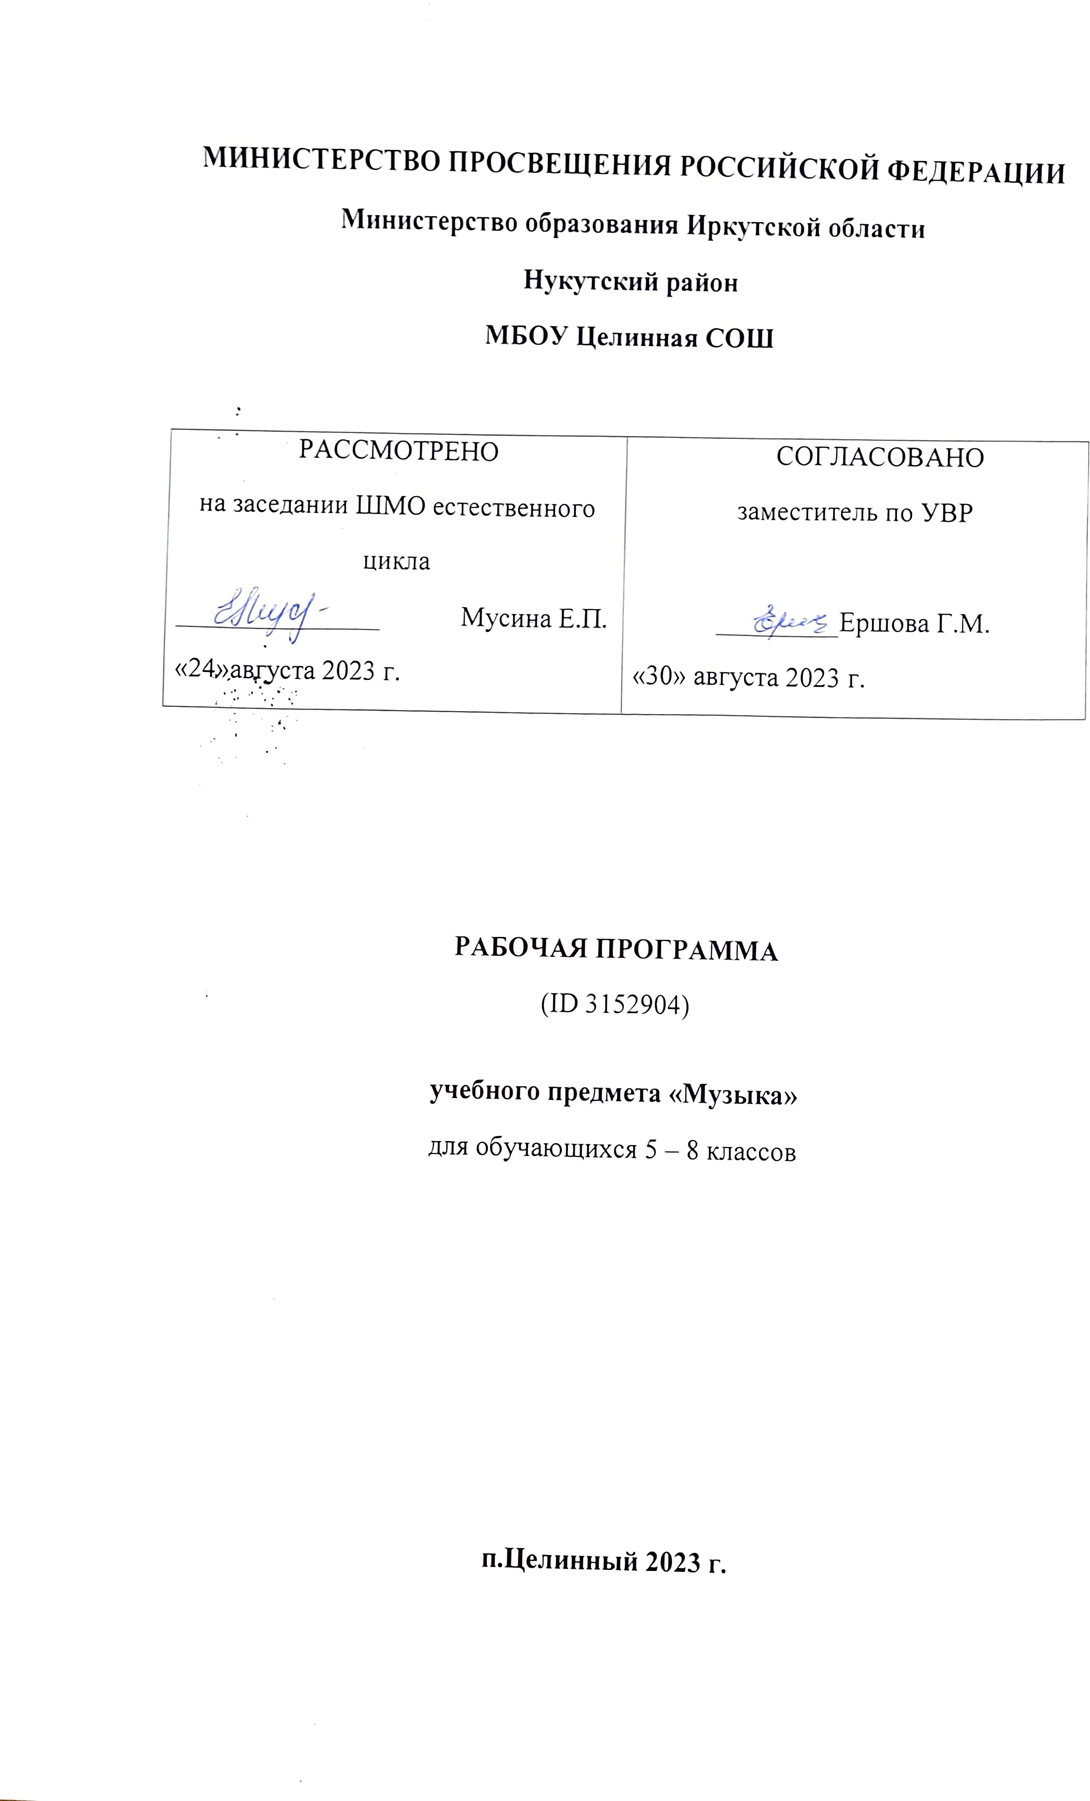 МИНИСТЕРСТВО ПРОСВЕЩЕНИЯ РОССИЙСКОЙ ФЕДЕРАЦИИ
Министерство образования Иркутской области
Нукутский район
МБОУ Целинная СОШ
РАССМОТРЕНО
на заседании ШМО естественного
цикла
Мусина Е.П.
«24»августа 2023 г.
СОГЛАСОВАНО
заместитель по УВР
Ершова Г.М.
«30» августа 2023 г.
РАБОЧАЯ ПРОГРАММА
(ID 3152904)
учебного предмета «Музыка»
для обучающихся 5 – 8 классов
п.Целинный 2023 г.